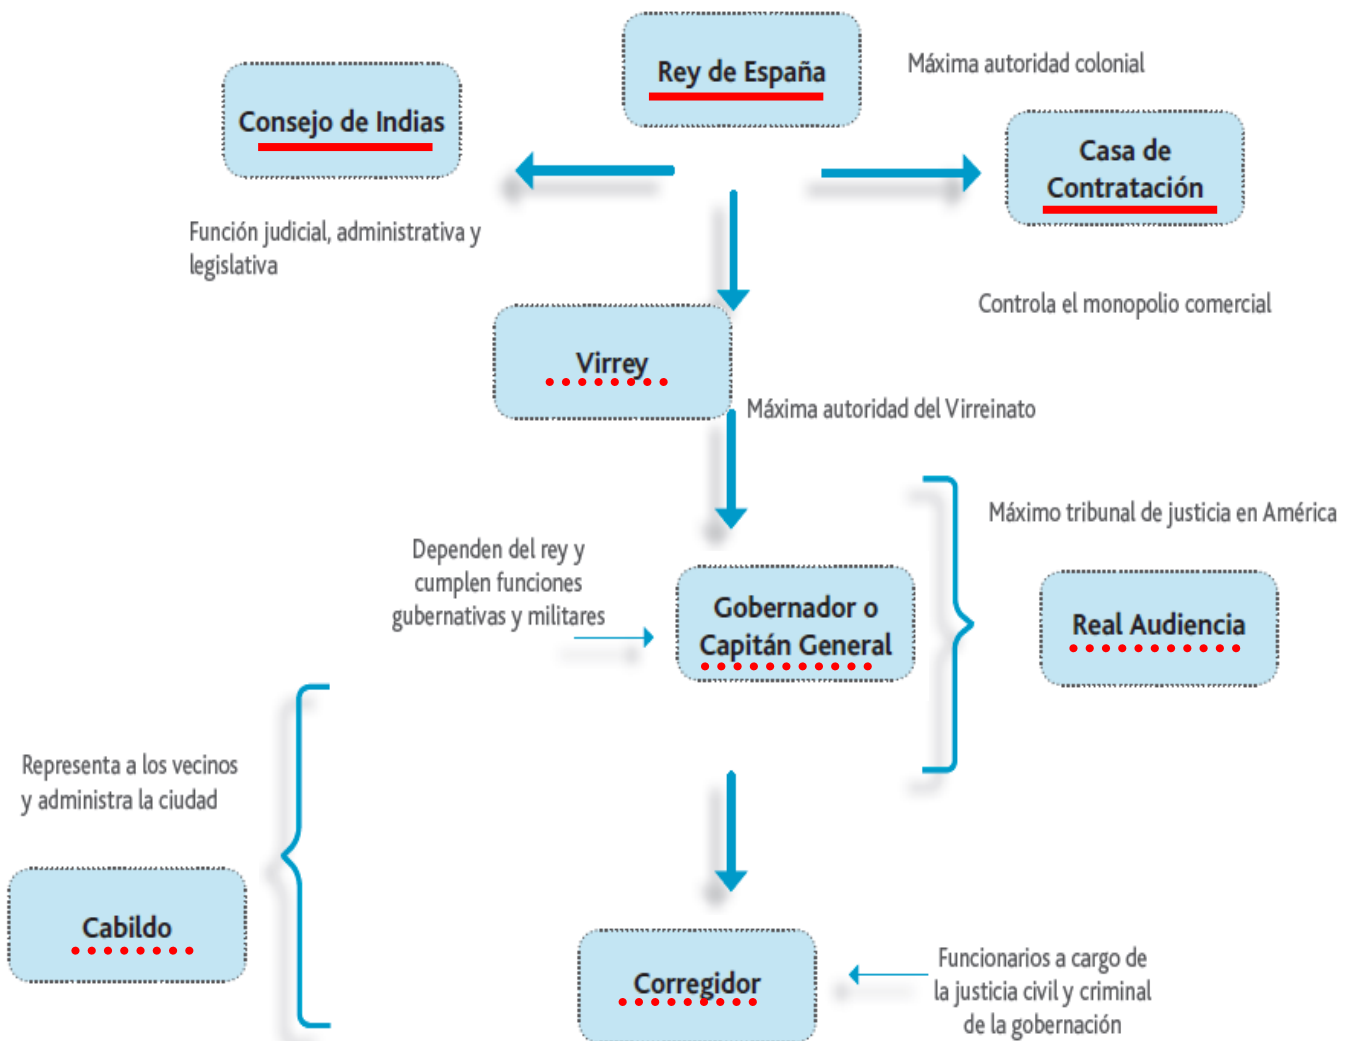 Rey de España
Máxima autoridad colonial
Consejo de Indias
Casa de
Contratación
Función judicial, administrativa y
legislativa
Controla el monopolio comercial
Virrey
Máxima autoridad del Virreinato
Máximo tribunal de justicia en América
Dependen del rey y
cumplen funciones
gubernativas y militares
Gobernador o
Capitán General
Real Audiencia
Representa a los vecinos
y administra la ciudad
Cabildo
Corregidor
Funcionarios a cargo de
la justicia civil y criminal
de la gobernación